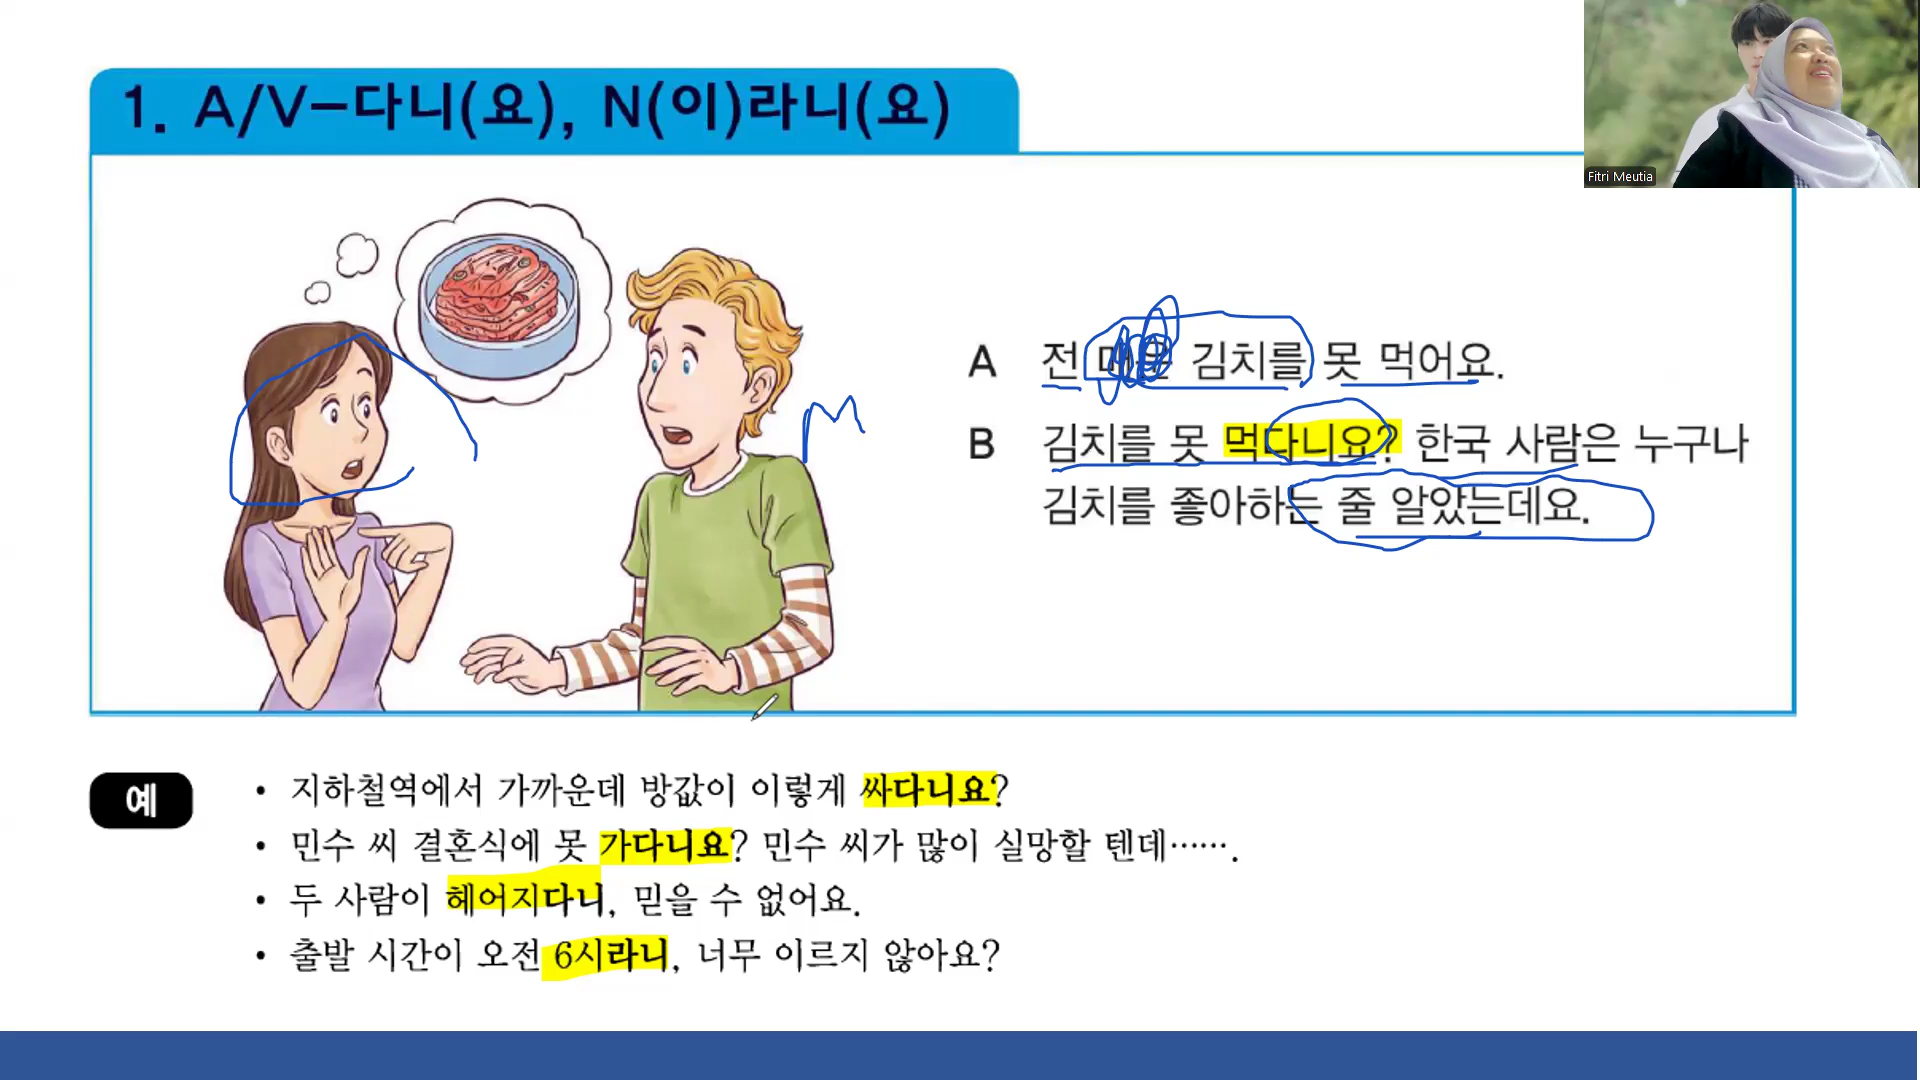 1. A/V-다니(요), N(이)라니(요)
Fitri Meutia
A 전 김치를 못 먹어요.
B 김치를 못 먹다니요? 한국 사람은 누구나
김치를 좋아하는 줄 알았는데요.
M
예
• 지하철역에서 가까운데 방값이 이렇게 싸다니요?
• 민수 씨 결혼식에 못 가다니요? 민수 씨가 많이 실망할 텐데…….
• 두 사람이 헤어지다니, 믿을 수 없어요.
• 출발 시간이 오전 6시라니, 너무 이르지 않아요?